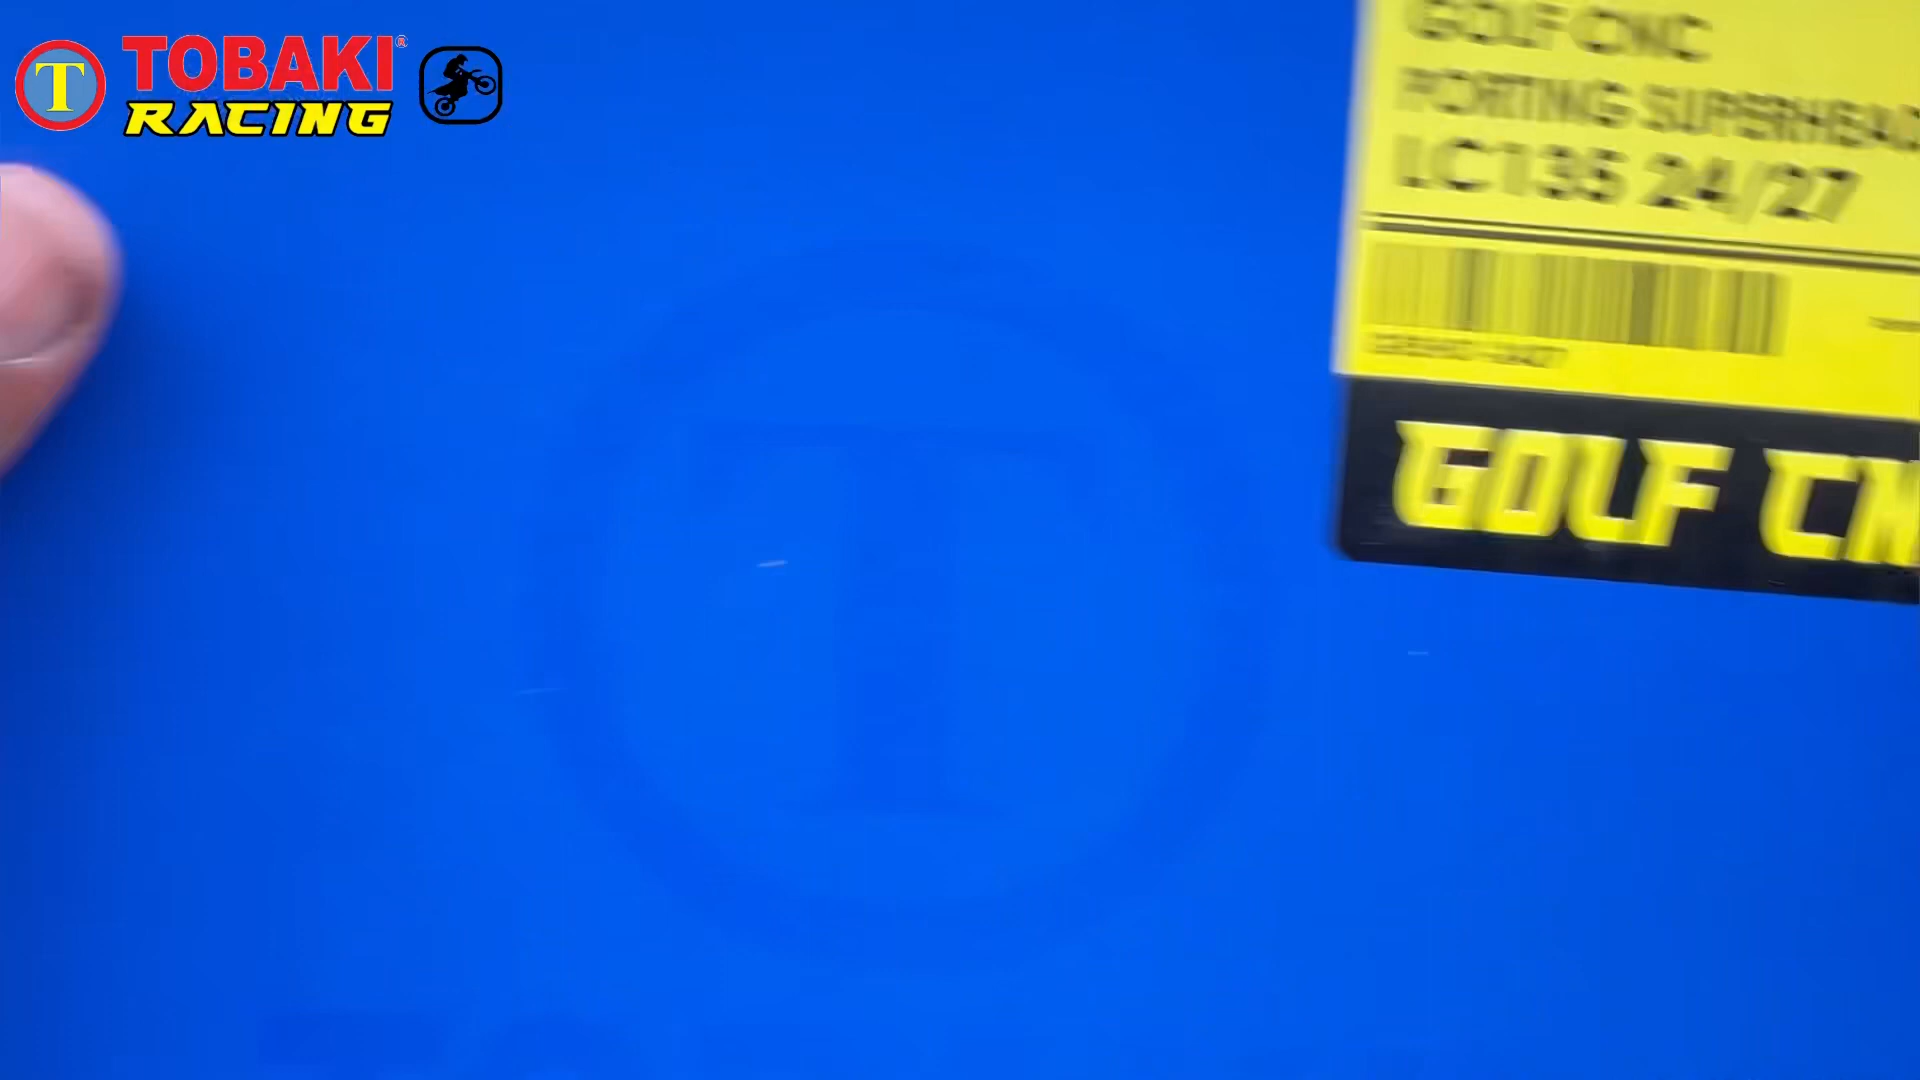 T TOBAKI®
RACING
GOLF CNC
PORTING SUPERHEAD
LC135 24/27
GOLF CN